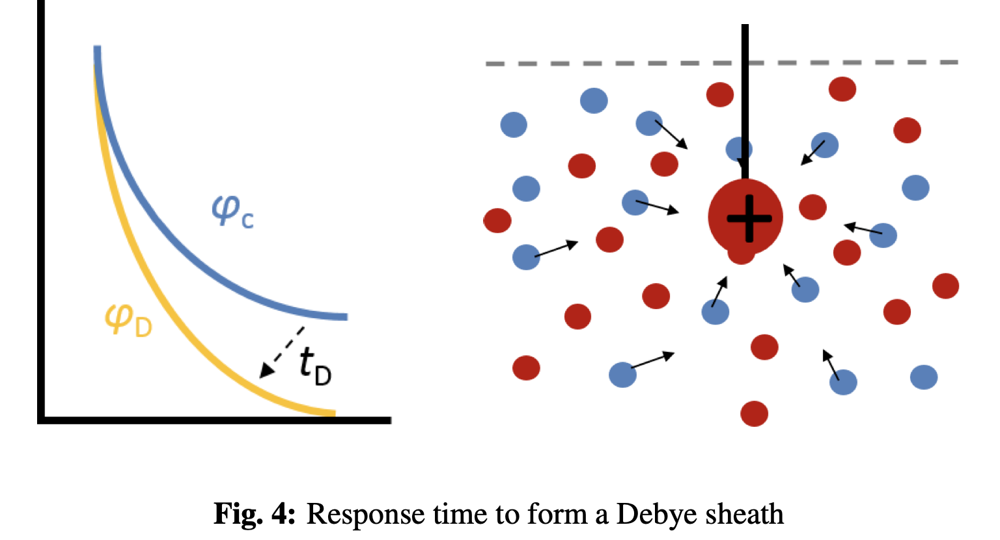 φc
φD
tD
+
Fig. 4: Response time to form a Debye sheath